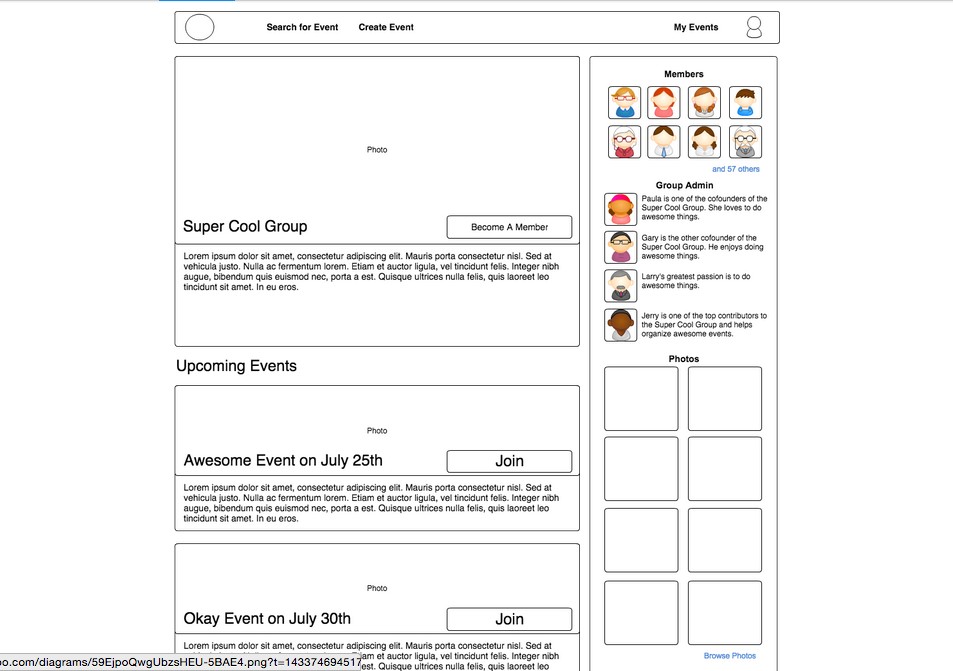 Search for Event
Create Event
My Events
Photo
Super Cool Group
Become A Member
Lorem ipsum dolor sit amet, consectetur adipiscing elit. Mauris porta consectetur nisl. Sed at
vehicula justo. Nulla ac fermentum lorem. Etiam et auctor ligula, vel tincidunt felis. Integer nibh
augue, bibendum quis euismod nec, porta a est. Quisque ultrices nulla felis, quis laoreet leo
tincidunt sit amet. In eu eros.
Upcoming Events
Photo
Awesome Event on July 25th
Join
Lorem ipsum dolor sit amet, consectetur adipiscing elit. Mauris porta consectetur nisl. Sed at
vehicula justo. Nulla ac fermentum lorem. Etiam et auctor ligula, vel tincidunt felis. Integer nibh
augue, bibendum quis euismod nec, porta a est. Quisque ultrices nulla felis, quis laoreet leo
tincidunt sit amet. In eu eros.
Photo
Okay Event on July 30th
Join
Lorem ipsum dolor sit amet, consectetur adipiscing elit. Mauris porta consectetur nisl. Sed at
etiam et auctor ligula, vel tincidunt felis. Integer nibh
est. Quisque ultrices nulla felis, quis laoreet leo
Members
and 57 others
Group Admin
Paula is one of the cofounders of the
Super Cool Group. She loves to do
awesome things.
Gary is the other cofounder of the
Super Cool Group. He enjoys doing
awesome things.
Larry's greatest passion is to do
awesome things.
Jerry is one of the top contributors to
the Super Cool Group and helps
organize awesome events.
Photos
Browse Photos
oo.com/diagrams/59EjpoQwgUbzsHEU-5BAE4.png?t=143374694517